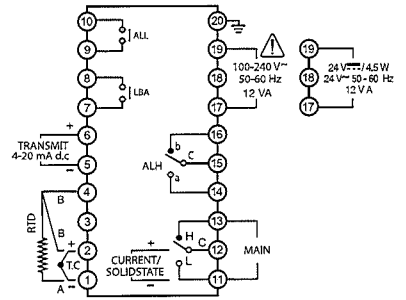 10
9
ALL
8
7
LBA
6
5
+
TRANSMIT
4-20 mA d.c
−
4
3
2
1
RTD
B
B
A
+
T.C
−
20
19
18
17
100-240 V~
50-60 Hz
12 VA
19
18
17
24 V⎓/4.5 W
24 V~ 50-60 Hz
12 V A
16
15
14
ALH
b
C
a
13
12
11
H
C
L
MAIN
+
CURRENT/
SOLIDSTATE
−